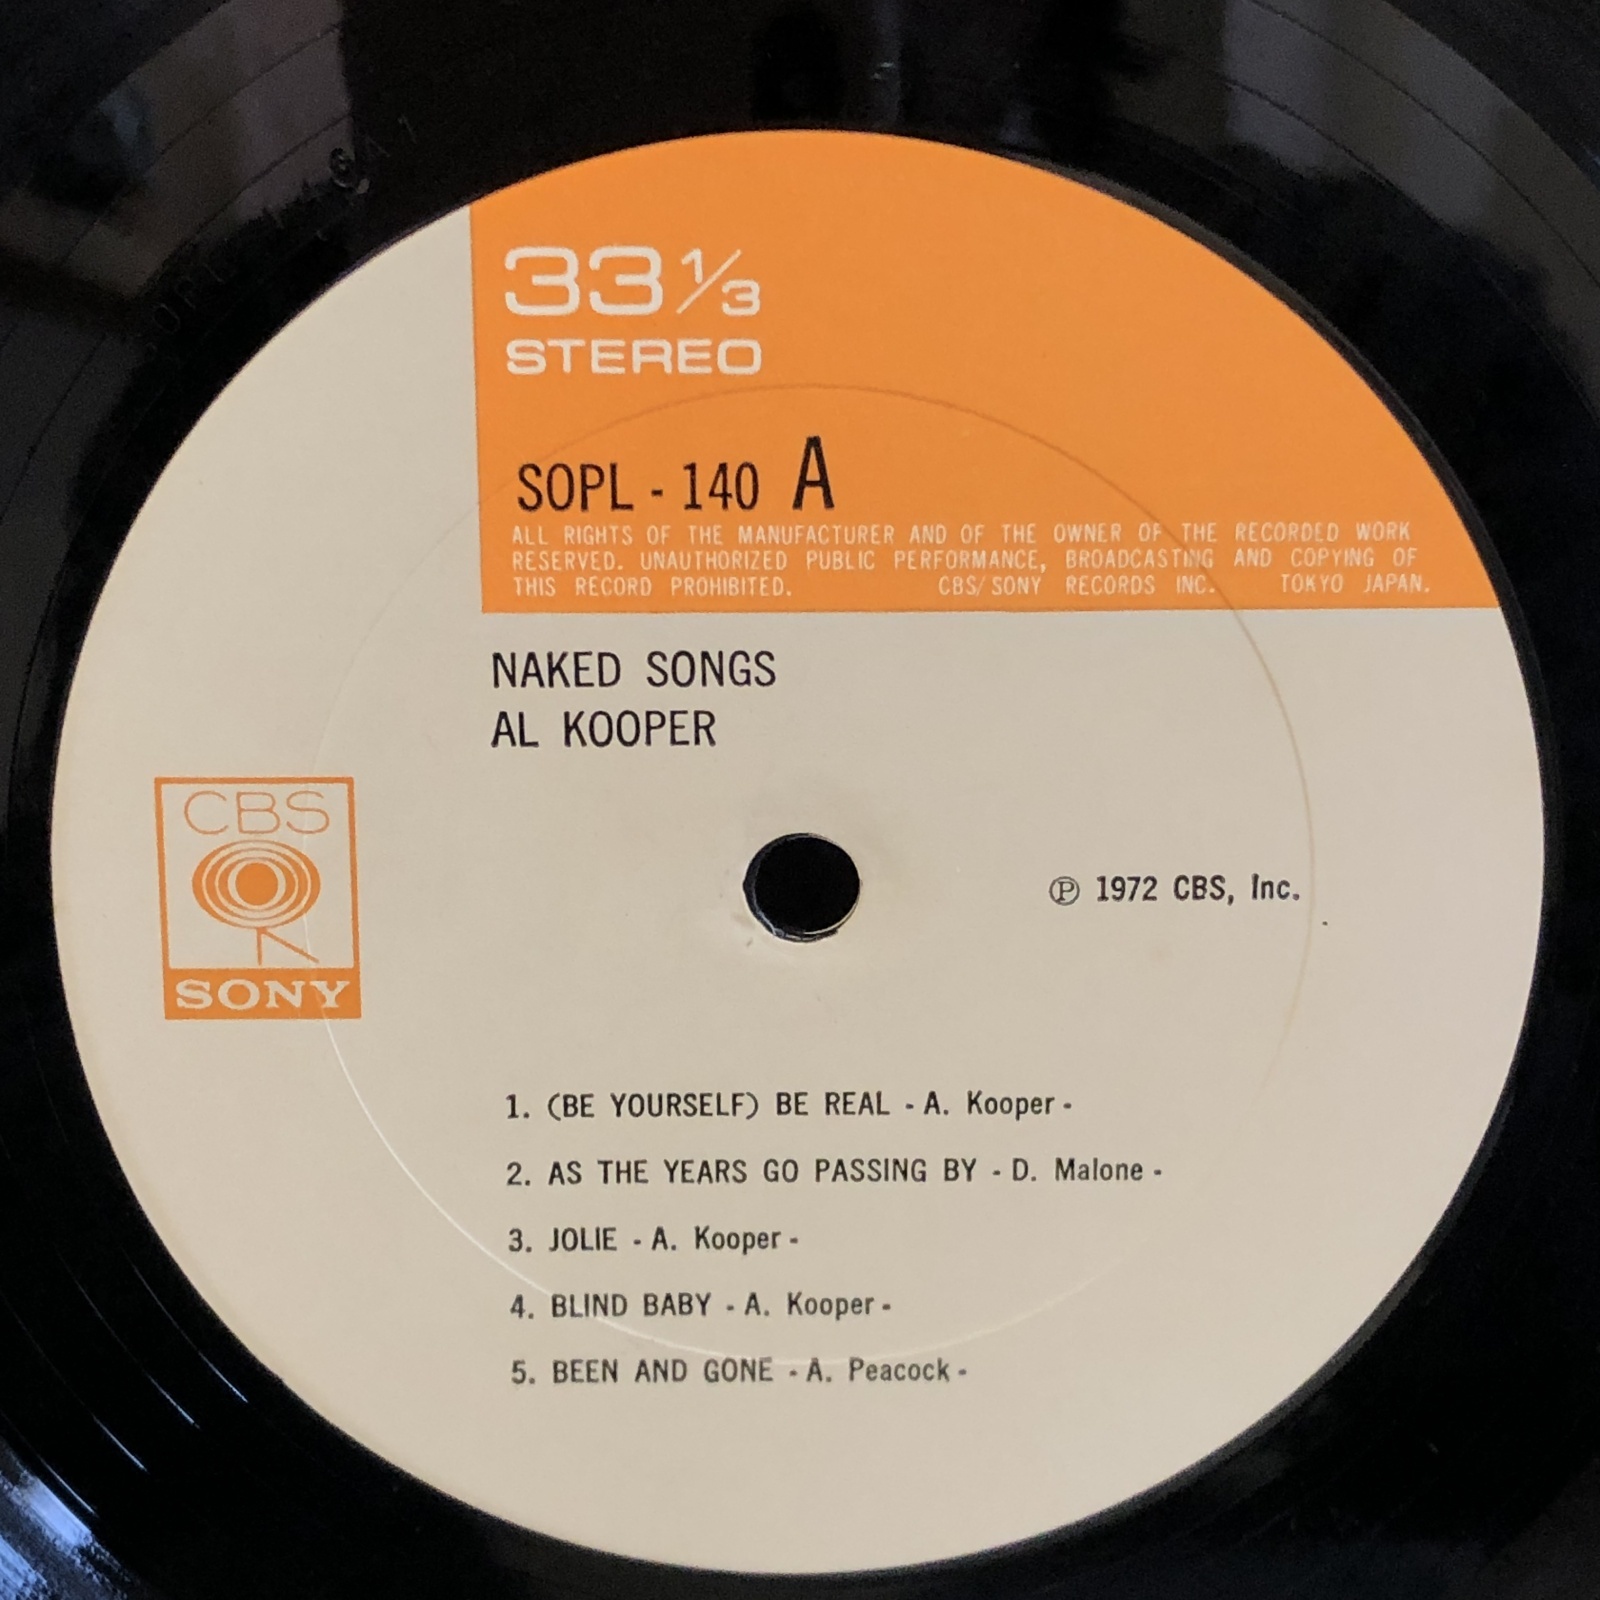 33 1/3
STEREO
SOPL - 140 A
ALL RIGHTS OF THE MANUFACTURER AND OF THE OWNER OF THE RECORDED WORK
RESERVED. UNAUTHORIZED PUBLIC PERFORMANCE, BROADCASTING AND COPYING OF
THIS RECORD PROHIBITED. CBS/SONY RECORDS INC. TOKYO JAPAN.
NAKED SONGS
AL KOOPER
CBS
SONY
Ⓟ 1972 CBS, Inc.
1. (BE YOURSELF) BE REAL - A. Kooper -
2. AS THE YEARS GO PASSING BY - D. Malone -
3. JOLIE - A. Kooper -
4. BLIND BABY - A. Kooper -
5. BEEN AND GONE - A. Peacock -